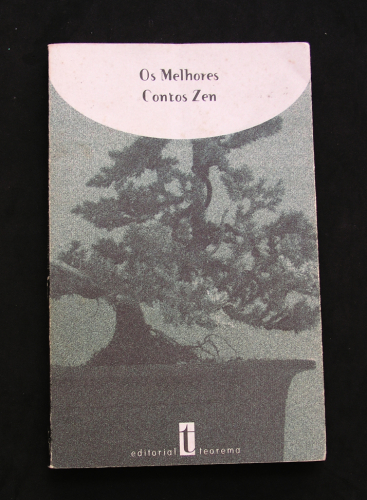 Os Melhores
Contos Zen
editorial t teorema